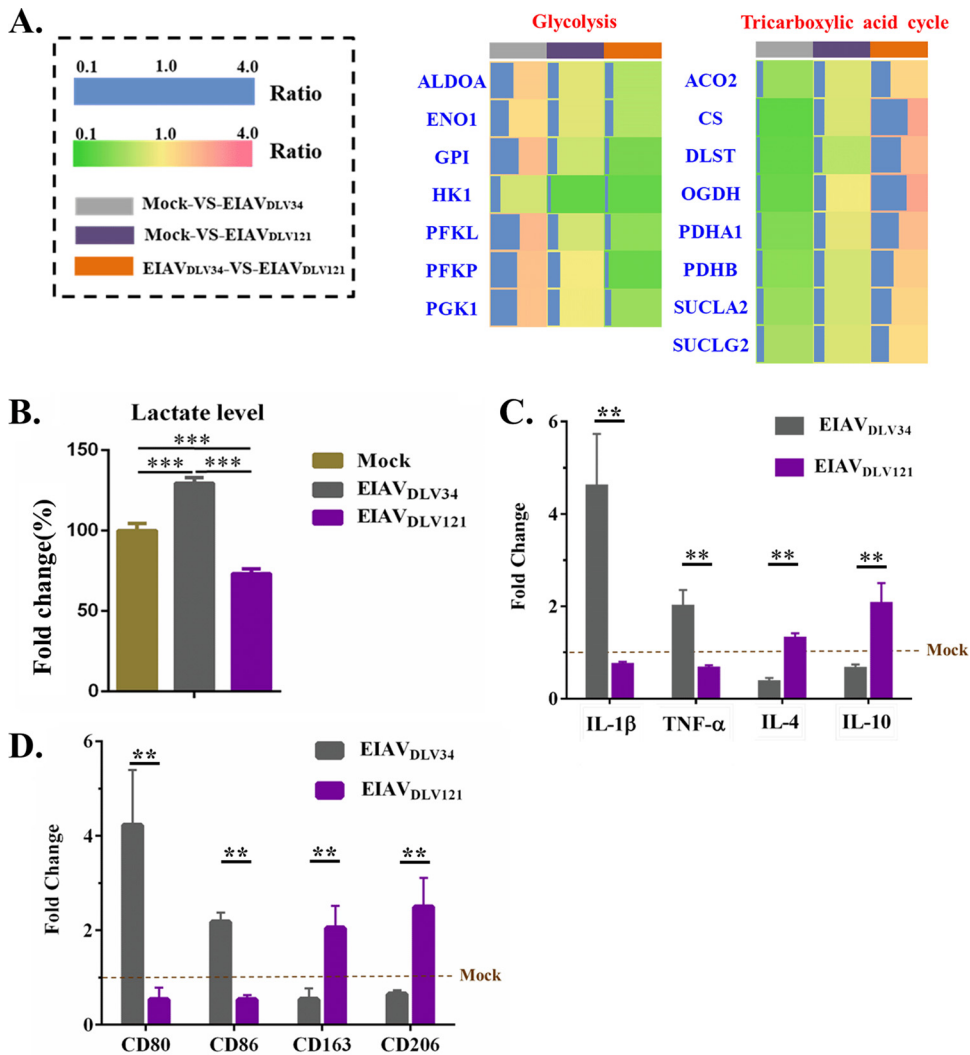 A.
0.1 1.0 4.0
Ratio
0.1 1.0 4.0
Ratio
Mock-VS-EIAVDLV34
Mock-VS-EIAVDLV121
EIAVDLV34-VS-EIAVDLV121
Glycolysis
ALDOA
ENO1
GPI
HK1
PFKL
PFKP
PGK1
Tricarboxylic acid cycle
ACO2
CS
DLST
OGDH
PDHA1
PDHB
SUCLA2
SUCLG2
B.
Lactate level
Fold change(%)
150
100
50
0
***
*** ***
Mock
EIAVDLV34
EIAVDLV121
C.
Fold Change
6
4
2
0
** ** ** **
EIAVDLV34
EIAVDLV121
Mock
IL-1β TNF-α IL-4 IL-10
D.
Fold Change
6
4
2
0
** ** ** **
EIAVDLV34
EIAVDLV121
Mock
CD80 CD86 CD163 CD206